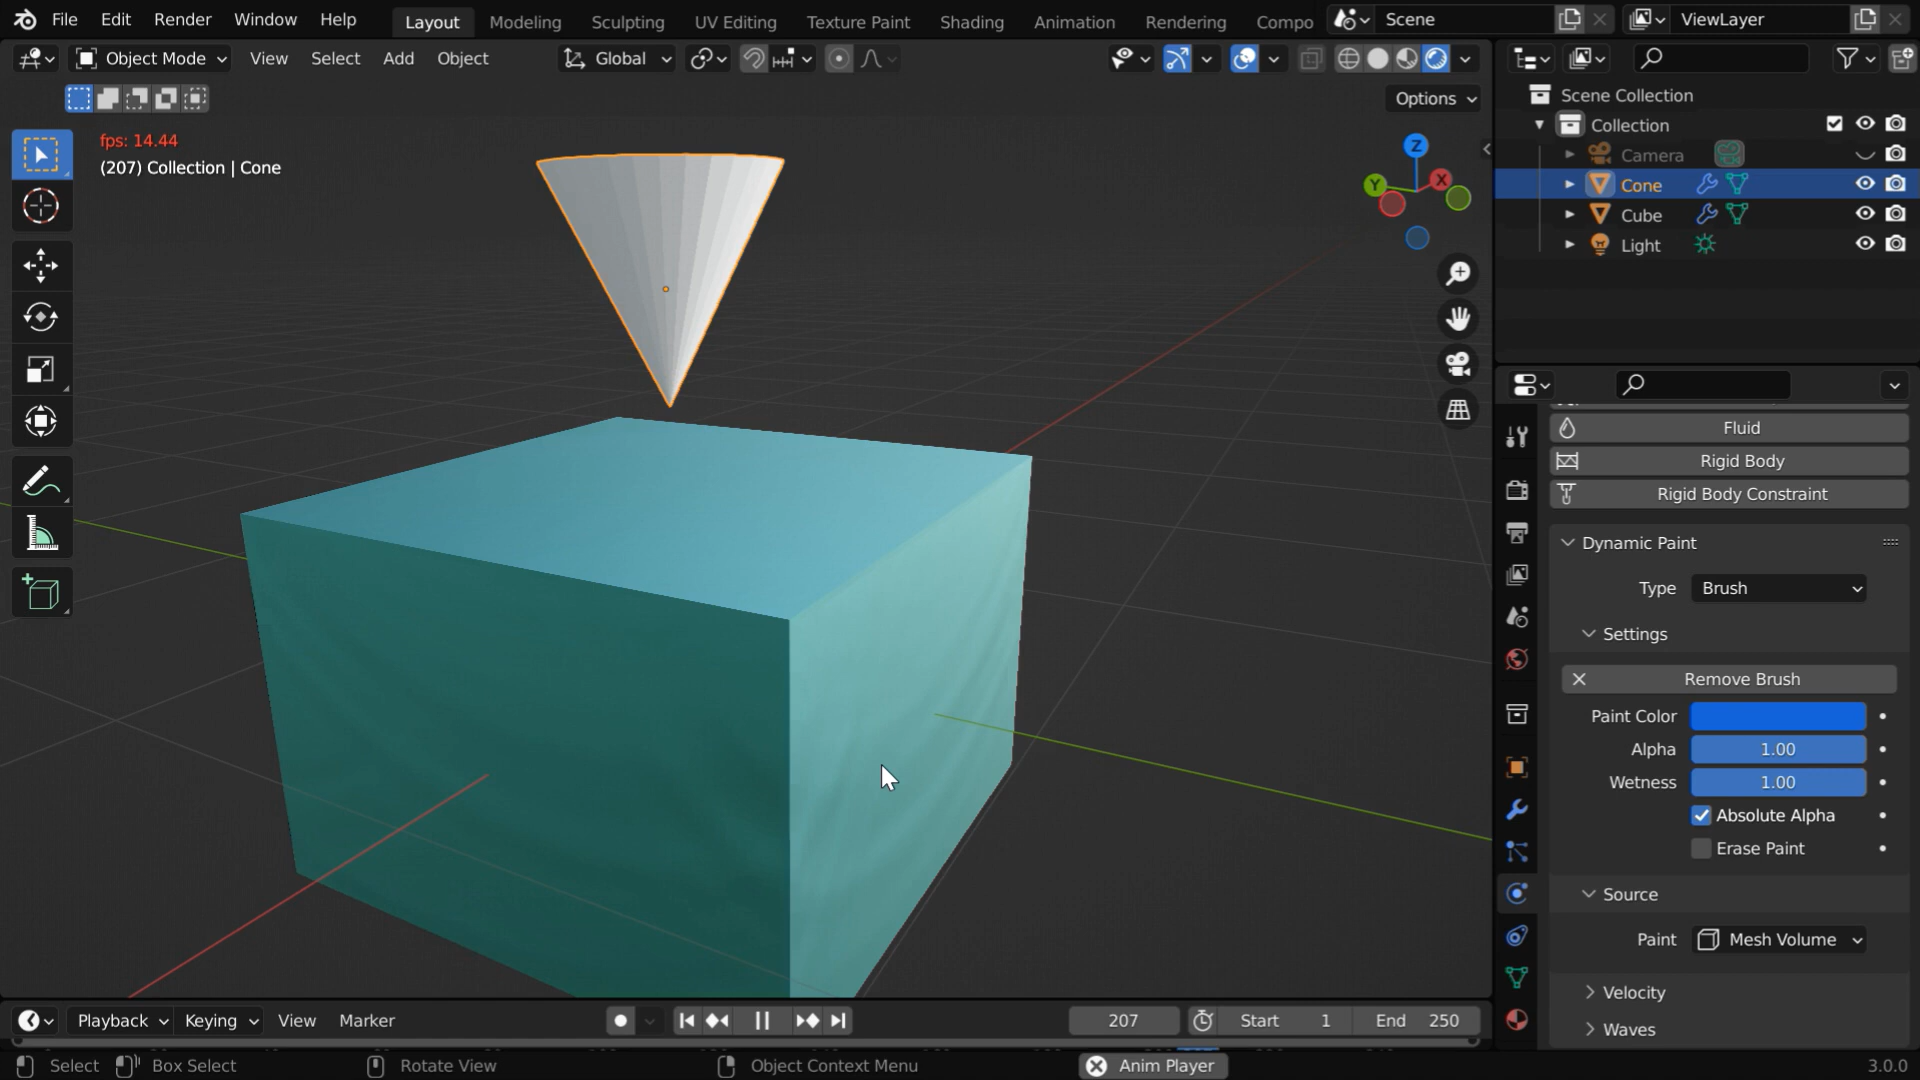 File Edit Render Window Help Layout Modeling Sculpting UV Editing Texture Paint Shading Animation Rendering Compo Scene ViewLayer
Object Mode View Select Add Object Global
Options
fps: 14.44
(207) Collection | Cone
Z
Y
X
Scene Collection
Collection
Camera
Cone
Cube
Light
Fluid
Rigid Body
Rigid Body Constraint
Dynamic Paint
Type Brush
Settings
Remove Brush
Paint Color
Alpha 1.00
Wetness 1.00
Absolute Alpha
Erase Paint
Source
Paint Mesh Volume
Velocity
Waves
Playback Keying View Marker 207 Start 1 End 250
Select Box Select Rotate View Object Context Menu Anim Player 3.0.0